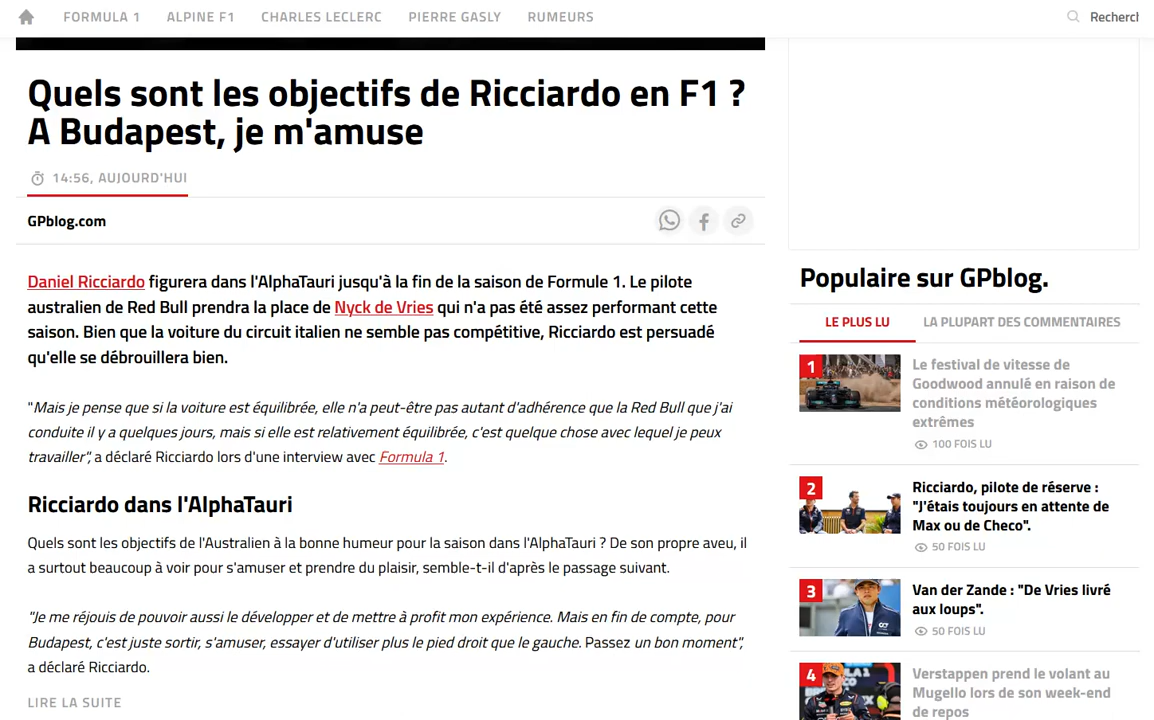 FORMULA 1 ALPINE F1 CHARLES LECLERC PIERRE GASLY RUMEURS Recherch
Quels sont les objectifs de Ricciardo en F1 ?
A Budapest, je m'amuse
14:56, AUJOURD'HUI
GPblog.com
Daniel Ricciardo figurera dans l'AlphaTauri jusqu'à la fin de la saison de Formule 1. Le pilote
australien de Red Bull prendra la place de Nyck de Vries qui n'a pas été assez performant cette
saison. Bien que la voiture du circuit italien ne semble pas compétitive, Ricciardo est persuadé
qu'elle se débrouillera bien.
"Mais je pense que si la voiture est équilibrée, elle n'a peut-être pas autant d'adhérence que la Red Bull que j'ai
conduite il y a quelques jours, mais si elle est relativement équilibrée, c'est quelque chose avec lequel je peux
travailler", a déclaré Ricciardo lors d'une interview avec Formula 1.
Ricciardo dans l'AlphaTauri
Quels sont les objectifs de l'Australien à la bonne humeur pour la saison dans l'AlphaTauri ? De son propre aveu, il
a surtout beaucoup à voir pour s'amuser et prendre du plaisir, semble-t-il d'après le passage suivant.
"Je me réjouis de pouvoir aussi le développer et de mettre à profit mon expérience. Mais en fin de compte, pour
Budapest, c'est juste sortir, s'amuser, essayer d'utiliser plus le pied droit que le gauche. Passez un bon moment",
a déclaré Ricciardo.
LIRE LA SUITE
Populaire sur GPblog.
LE PLUS LU LA PLUPART DES COMMENTAIRES
1
Le festival de vitesse de
Goodwood annulé en raison de
conditions météorologiques
extrêmes
100 FOIS LU
2
Ricciardo, pilote de réserve :
"J'étais toujours en attente de
Max ou de Checo".
50 FOIS LU
3
Van der Zande : "De Vries livré
aux loups".
50 FOIS LU
4
Verstappen prend le volant au
Mugello lors de son week-end
de repos